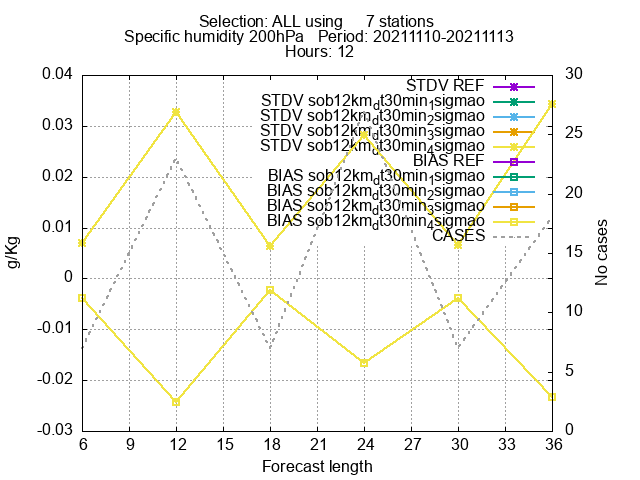 Selection: ALL using 7 stations
Specific humidity 200hPa Period: 20211110-20211113
Hours: 12
0.04
0.03
0.02
0.01
0
-0.01
-0.02
-0.03
g/Kg
30
25
20
15
10
5
0
No cases
STDV REF
STDV sob12km_dt30min_1sigmao
STDV sob12km_dt30min_2sigmao
STDV sob12km_dt30min_3sigmao
STDV sob12km_dt30min_4sigmao
BIAS REF
BIAS sob12km_dt30min_1sigmao
BIAS sob12km_dt30min_2sigmao
BIAS sob12km_dt30min_3sigmao
BIAS sob12km_dt30min_4sigmao
CASES
6 9 12 15 18 21 24 27 30 33 36
Forecast length